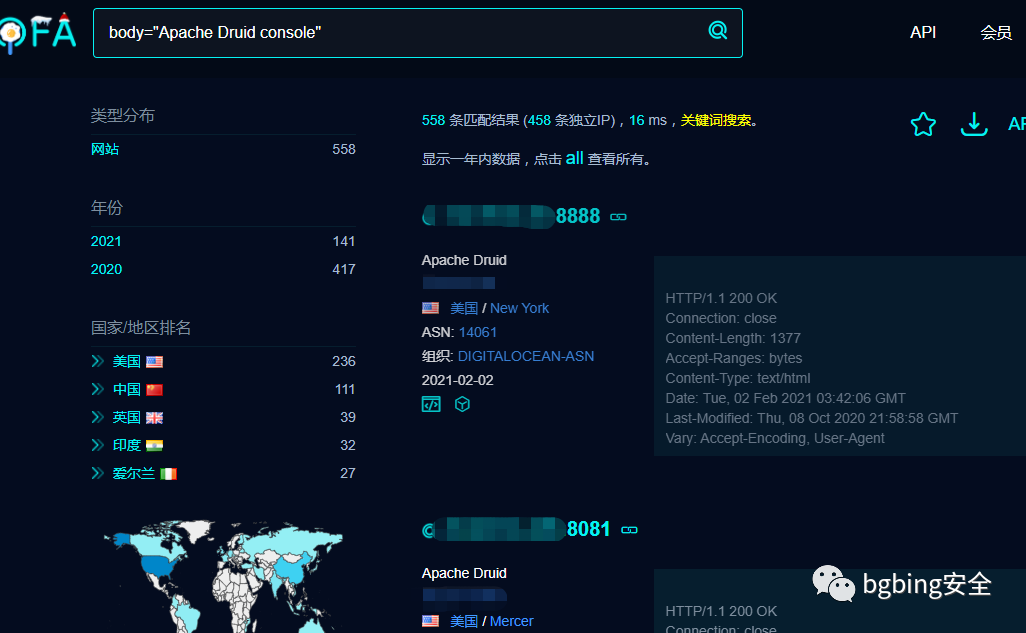 OFA
body="Apache Druid console"
API
会员
类型分布
网站 558
年份
2021 141
2020 417
国家/地区排名
美国 236
中国 111
英国 39
印度 32
爱尔兰 27
558 条匹配结果 (458 条独立IP)，16 ms，关键词搜索。
显示一年内数据，点击 all 查看所有。
8888
Apache Druid
美国 / New York
ASN: 14061
组织: DIGITALOCEAN-ASN
2021-02-02
HTTP/1.1 200 OK
Connection: close
Content-Length: 1377
Accept-Ranges: bytes
Content-Type: text/html
Date: Tue, 02 Feb 2021 03:42:06 GMT
Last-Modified: Thu, 08 Oct 2020 21:58:58 GMT
Vary: Accept-Encoding, User-Agent
8081
Apache Druid
美国 / Mercer
HTTP/1.1 200 OK
Connection: close
bgbing安全